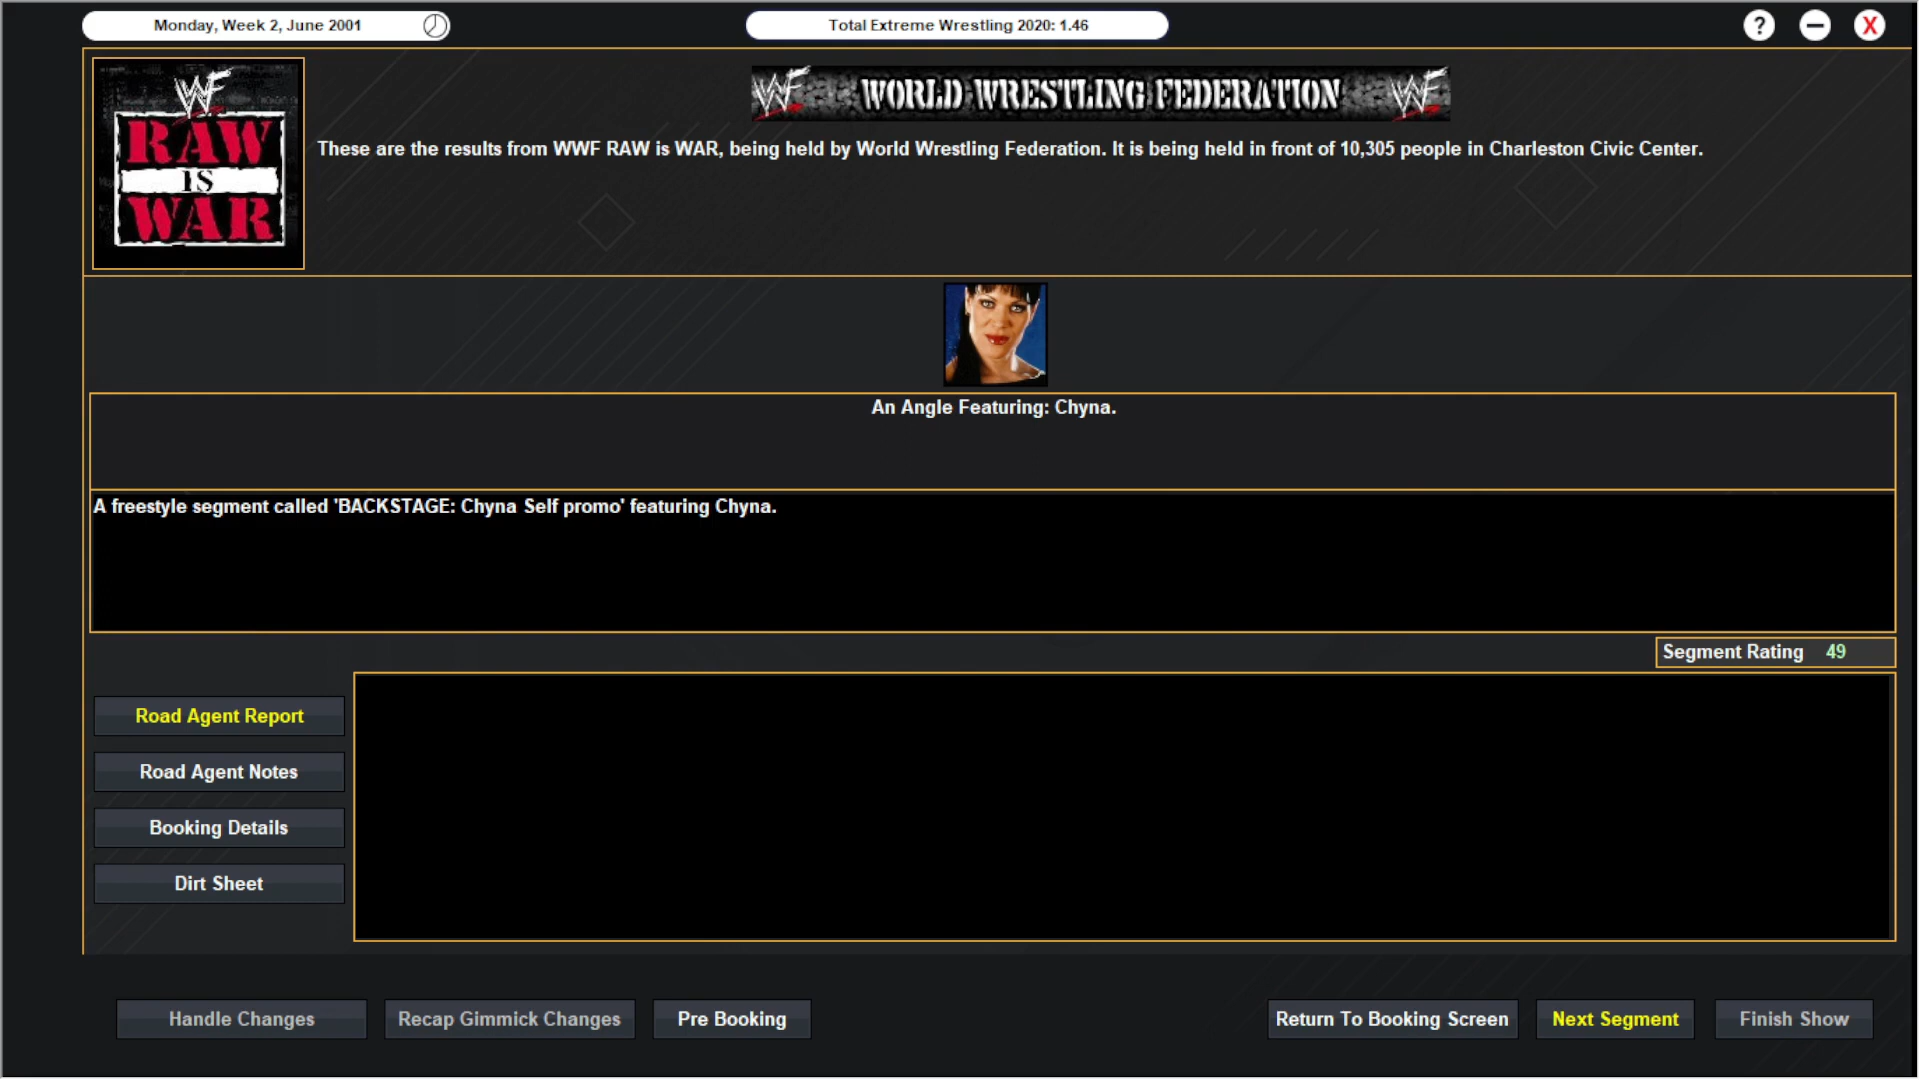 Monday, Week 2, June 2001
Total Extreme Wrestling 2020: 1.46
?
X
WF
RAW
IS
WAR
WORLD WRESTLING FEDERATION
These are the results from WWF RAW is WAR, being held by World Wrestling Federation. It is being held in front of 10,305 people in Charleston Civic Center.
An Angle Featuring: Chyna.
A freestyle segment called 'BACKSTAGE: Chyna Self promo' featuring Chyna.
Segment Rating 49
Road Agent Report
Road Agent Notes
Booking Details
Dirt Sheet
Handle Changes
Recap Gimmick Changes
Pre Booking
Return To Booking Screen
Next Segment
Finish Show